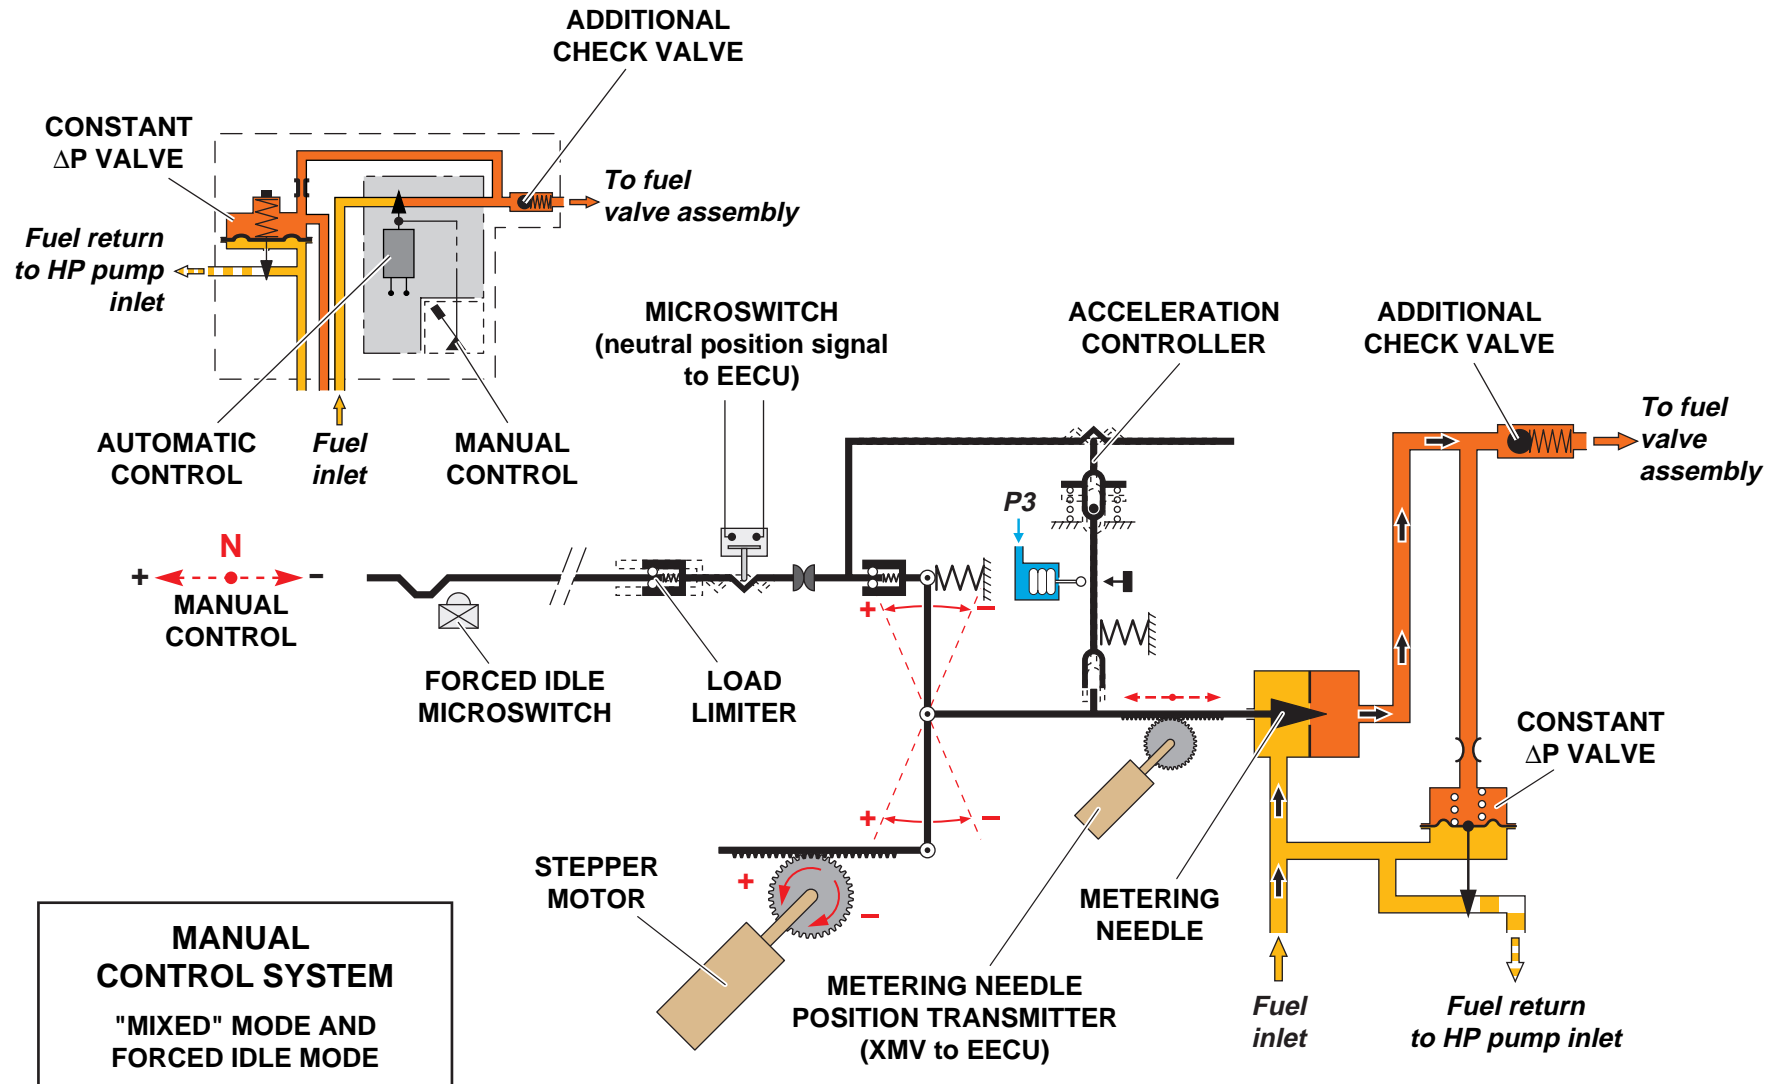 ADDITIONAL
CHECK VALVE
CONSTANT
ΔP VALVE
To fuel
valve assembly
Fuel return
to HP pump
inlet
AUTOMATIC
CONTROL
Fuel
inlet
MANUAL
CONTROL
MICROSWITCH
(neutral position signal
to EECU)
ACCELERATION
CONTROLLER
ADDITIONAL
CHECK VALVE
To fuel
valve
assembly
P3
N
+ -
MANUAL
CONTROL
FORCED IDLE
MICROSWITCH
LOAD
LIMITER
+ -
CONSTANT
ΔP VALVE
+ -
STEPPER
MOTOR
+
-
METERING
NEEDLE
METERING NEEDLE
POSITION TRANSMITTER
(XMV to EECU)
Fuel
inlet
Fuel return
to HP pump inlet
MANUAL
CONTROL SYSTEM
"MIXED" MODE AND
FORCED IDLE MODE